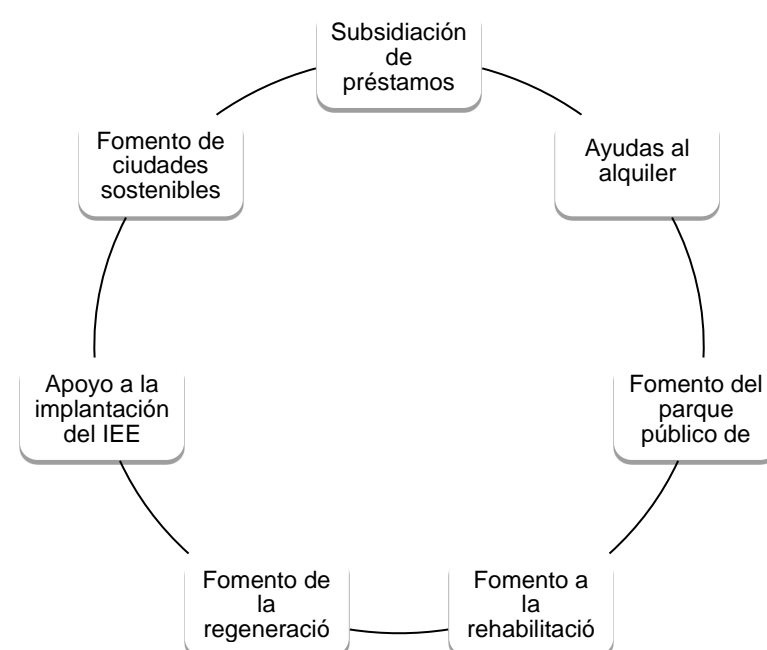 Subsidiación
de
préstamos
Ayudas al
alquiler
Fomento del
parque
público de
Fomento a
la
rehabilitació
Fomento de
la
regeneració
Apoyo a la
implantación
del IEE
Fomento de
ciudades
sostenibles